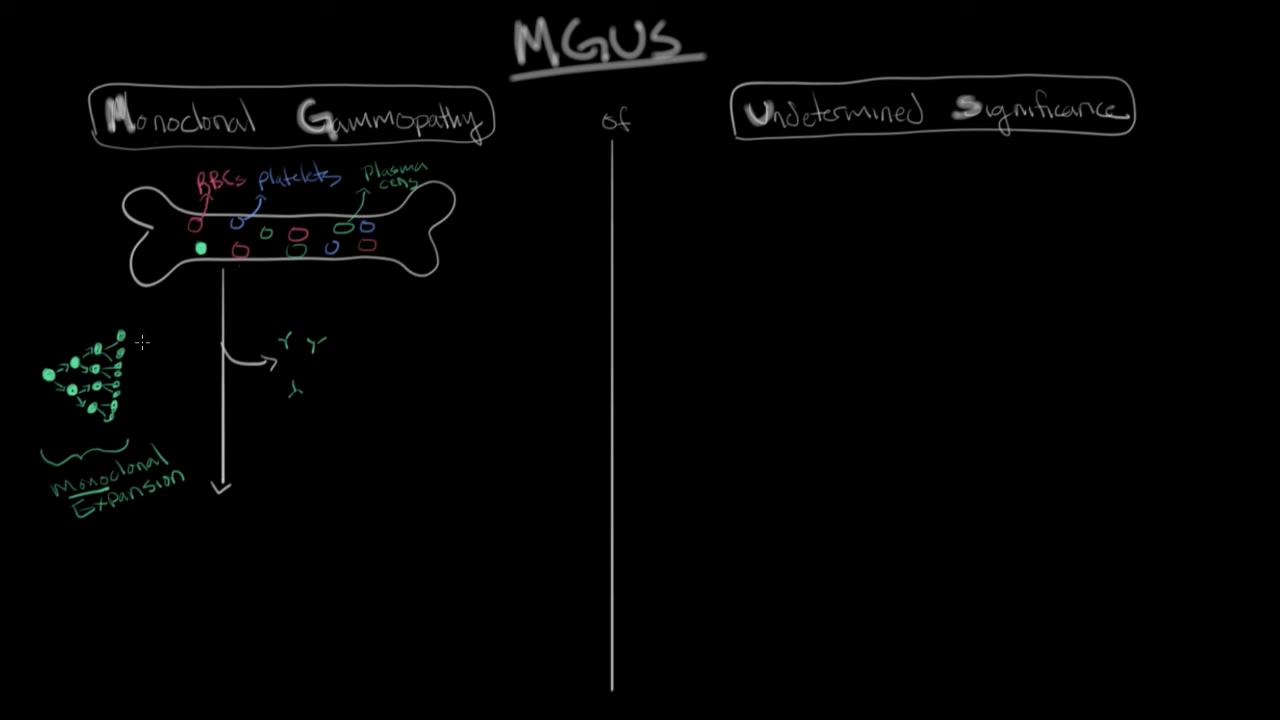 MGUS
Monoclonal Gammopathy
of
Undetermined Significance
RBCs
platelets
plasma
cells
Monoclonal
Expansion